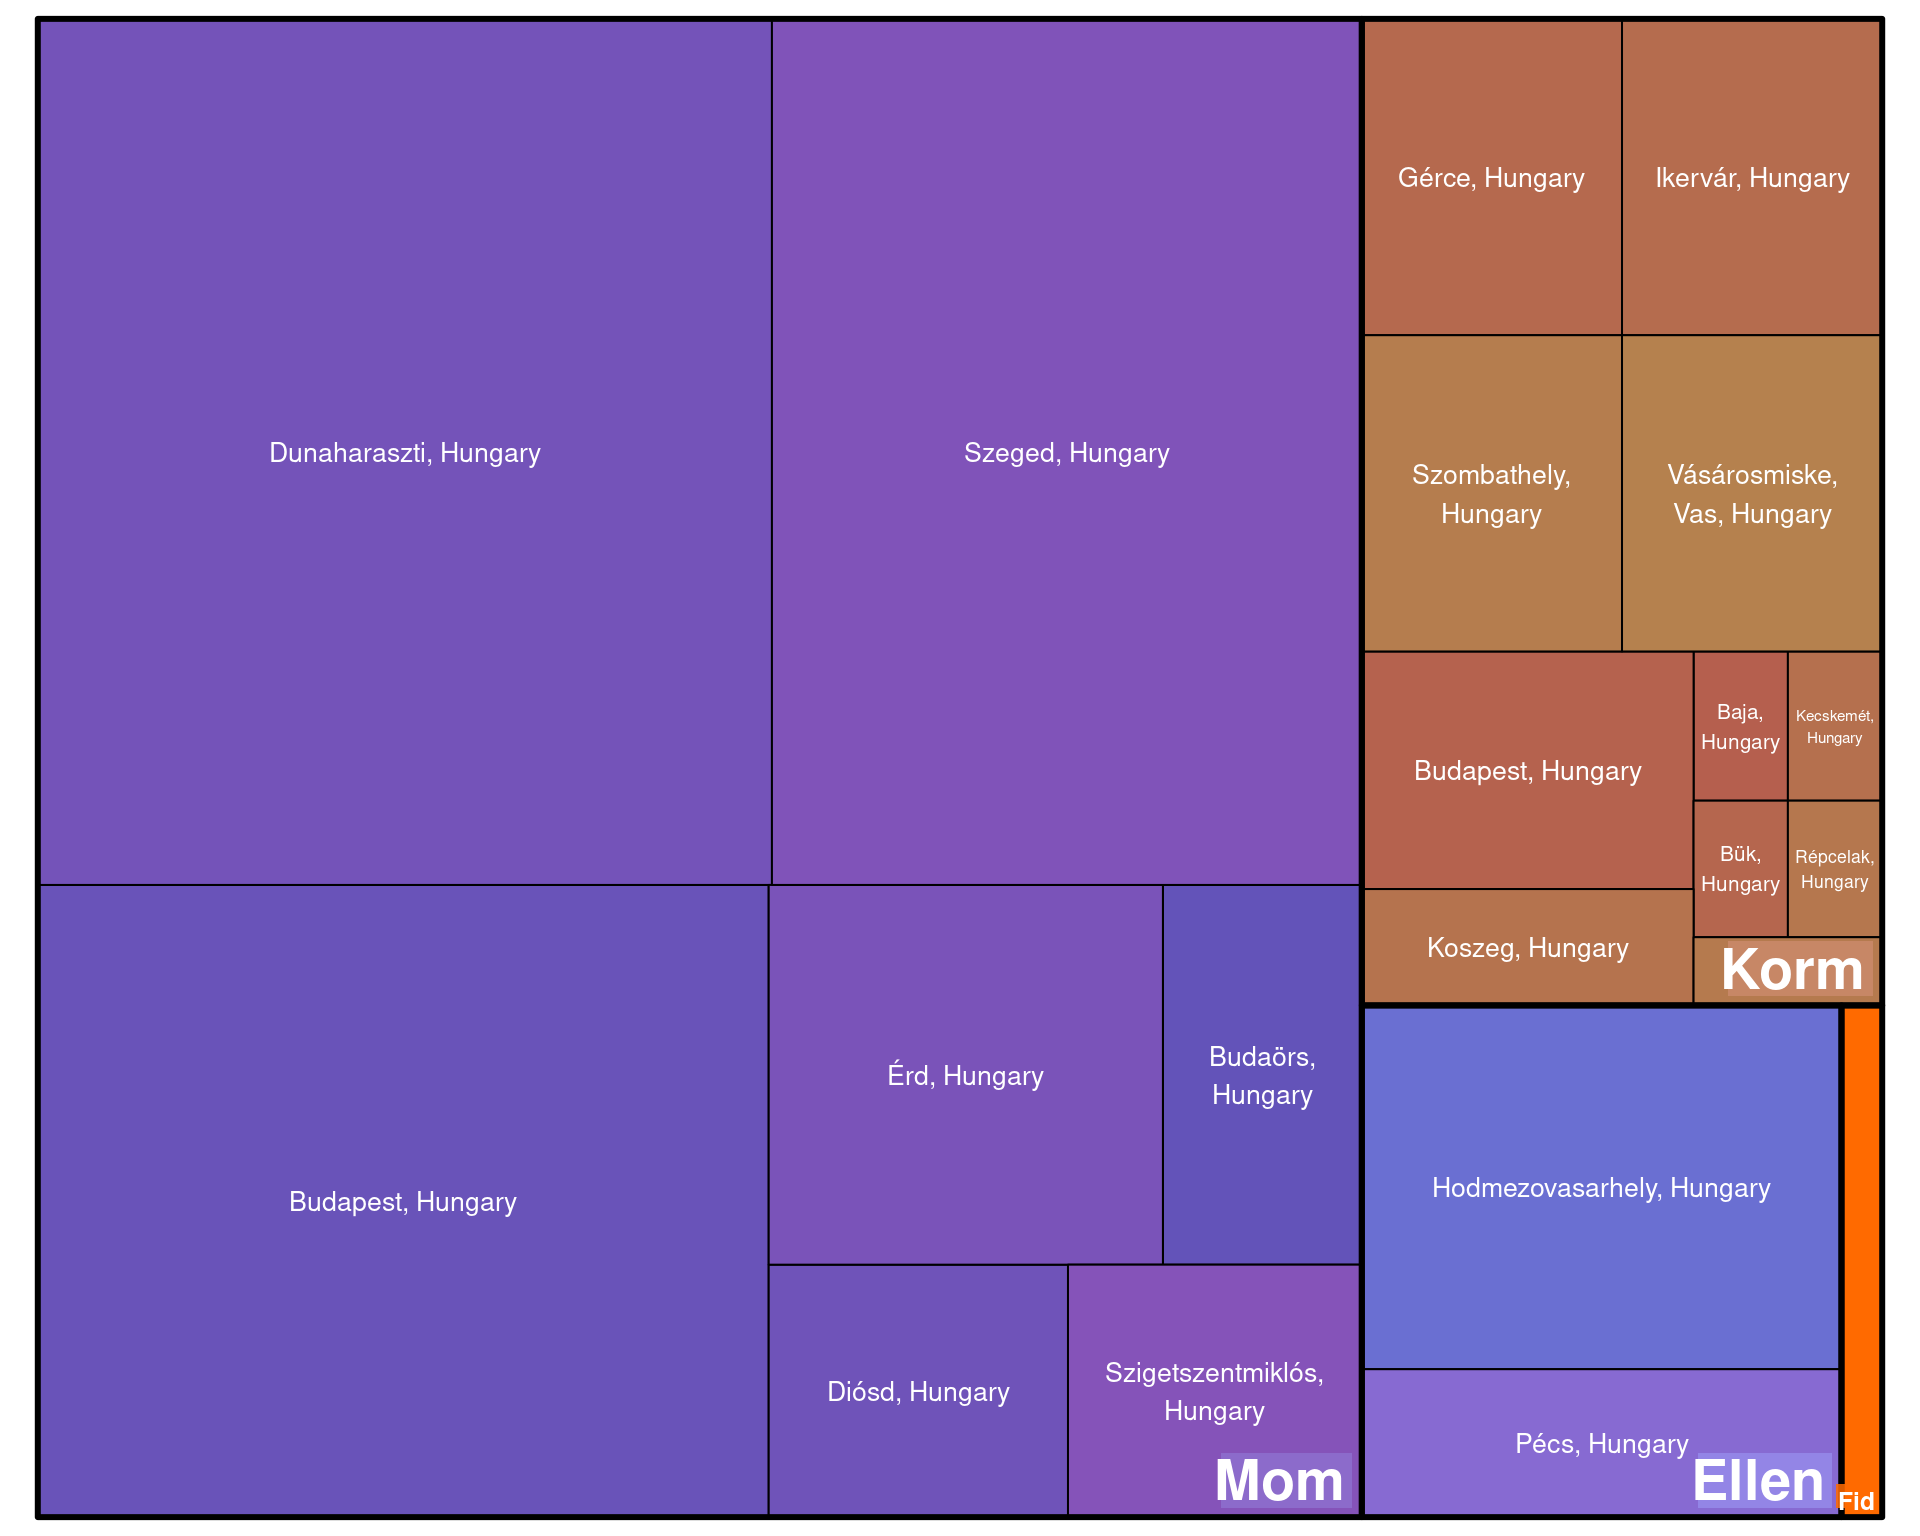 Dunaharaszti, Hungary
Szeged, Hungary
Budapest, Hungary
Érd, Hungary
Budaörs,
Hungary
Diósd, Hungary
Szigetszentmiklós,
Hungary
Mom
Gérce, Hungary
Ikervár, Hungary
Szombathely,
Hungary
Vásárosmiske,
Vas, Hungary
Budapest, Hungary
Baja,
Hungary
Kecskemét,
Hungary
Bük,
Hungary
Répcelak,
Hungary
Koszeg, Hungary
Korm
Hodmezovasarhely, Hungary
Pécs, Hungary
Ellen
Fid